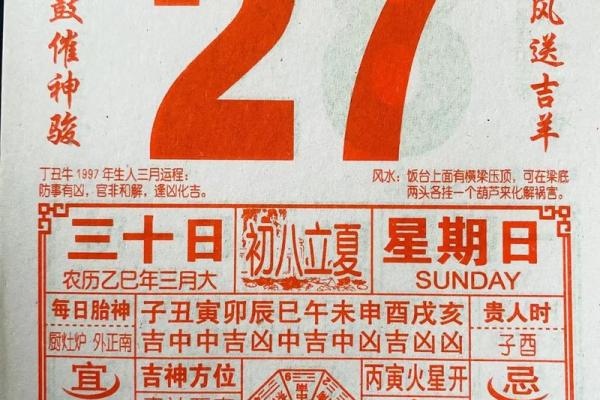 鼓催神骏
27
风送吉羊
丁丑牛1997年生人三月运程:
防事有凶,官非和解,逢凶化吉。
风水:饭台上面有横梁压顶,可在梁底
两头各挂一个葫芦来化解祸害。
三十日
农历乙巳年三月大
初八立夏
星期日
SUNDAY
每日胎神
厨灶炉 外正南
子丑寅卯辰巳午未申酉戌亥
吉中中吉凶中吉中凶吉凶凶
贵人时
子酉
宜
吉神方位
丙寅火星开
忌